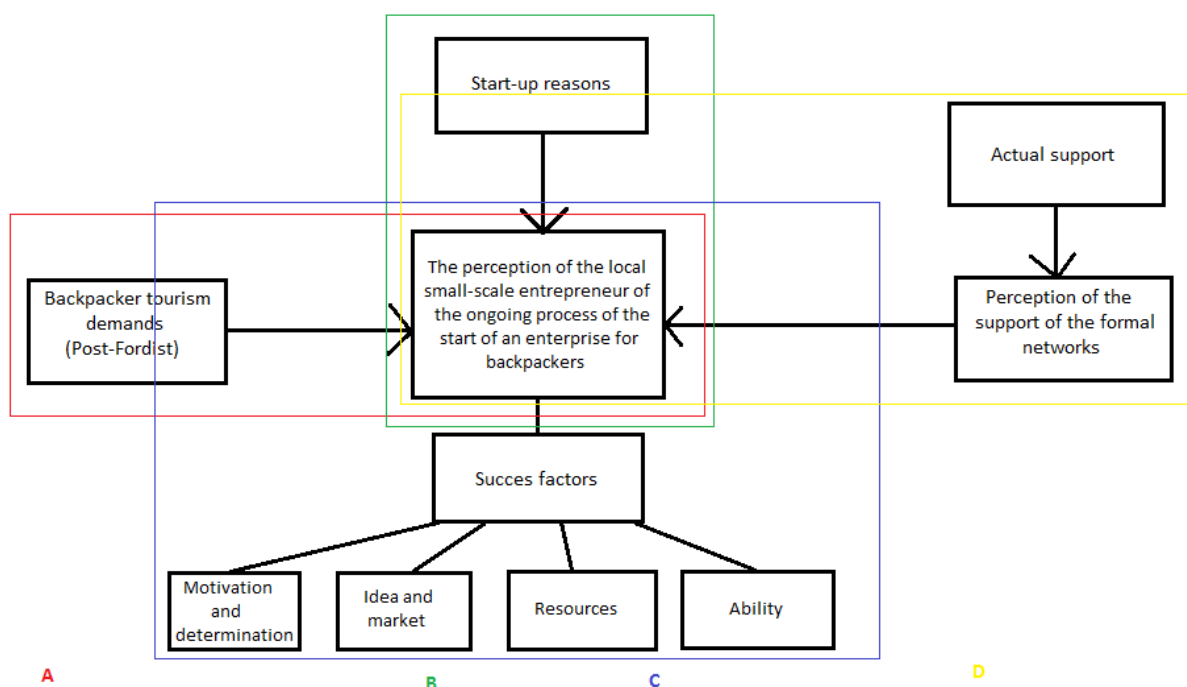 Start-up reasons
Actual support
The perception of the local
small-scale entrepreneur of
the ongoing process of the
start of an enterprise for
backpackers
Backpacker tourism
demands
(Post-Fordist)
Perception of the
support of the formal
networks
Succes factors
Motivation
and
determination
Idea and
market
Resources
Ability
A
B
C
D